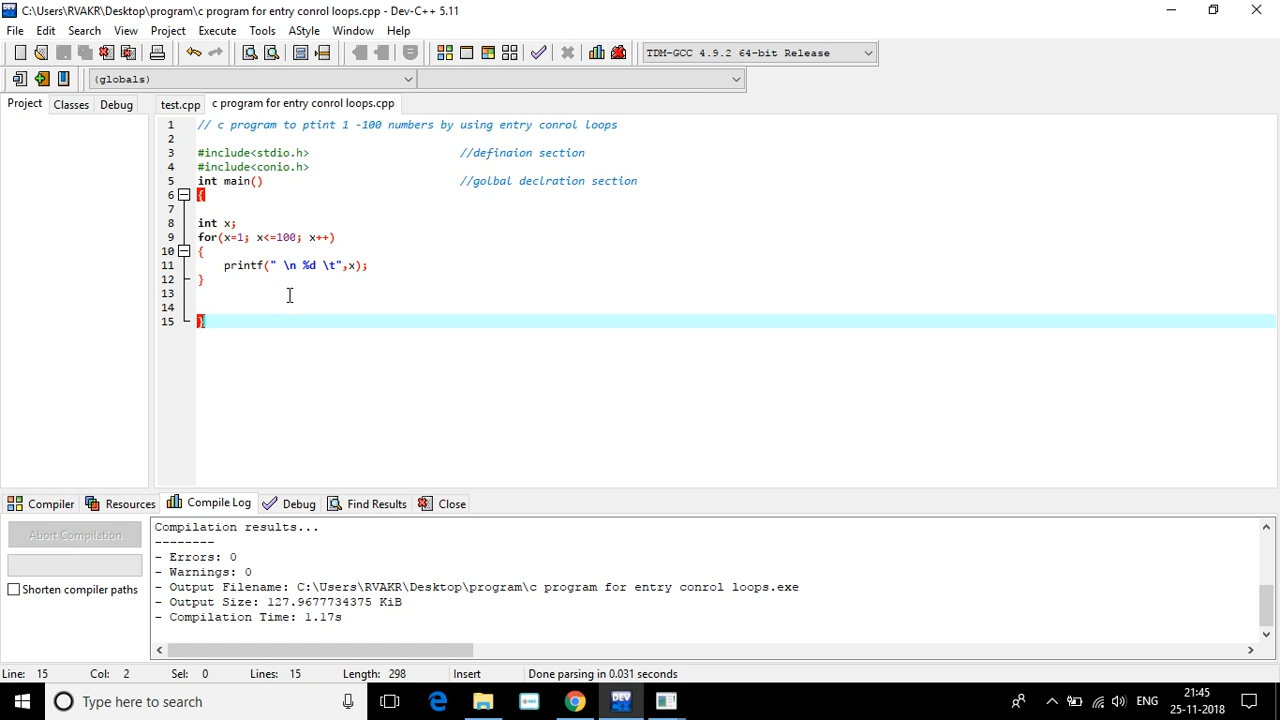 C:\Users\RVAKR\Desktop\program\c program for entry conrol loops.cpp - Dev-C++ 5.11
File Edit Search View Project Execute Tools AStyle Window Help
TDM-GCC 4.9.2 64-bit Release
(globals)
Project Classes Debug test.cpp c program for entry conrol loops.cpp
1 // c program to ptint 1 -100 numbers by using entry conrol loops
2
3 #include<stdio.h> //definaion section
4 #include<conio.h>
5 int main() //golbal declration section
6 {
7
8 int x;
9 for(x=1; x<=100; x++)
10 {
11 printf(" \n %d \t",x);
12 }
13
14
15 }
Compiler Resources Compile Log Debug Find Results Close
Abort Compilation
Shorten compiler paths
Compilation results...
--------
- Errors: 0
- Warnings: 0
- Output Filename: C:\Users\RVAKR\Desktop\program\c program for entry conrol loops.exe
- Output Size: 127.9677734375 KiB
- Compilation Time: 1.17s
Line: 15 Col: 2 Sel: 0 Lines: 15 Length: 298 Insert Done parsing in 0.031 seconds
Type here to search
DEV
ENG
21:45
25-11-2018